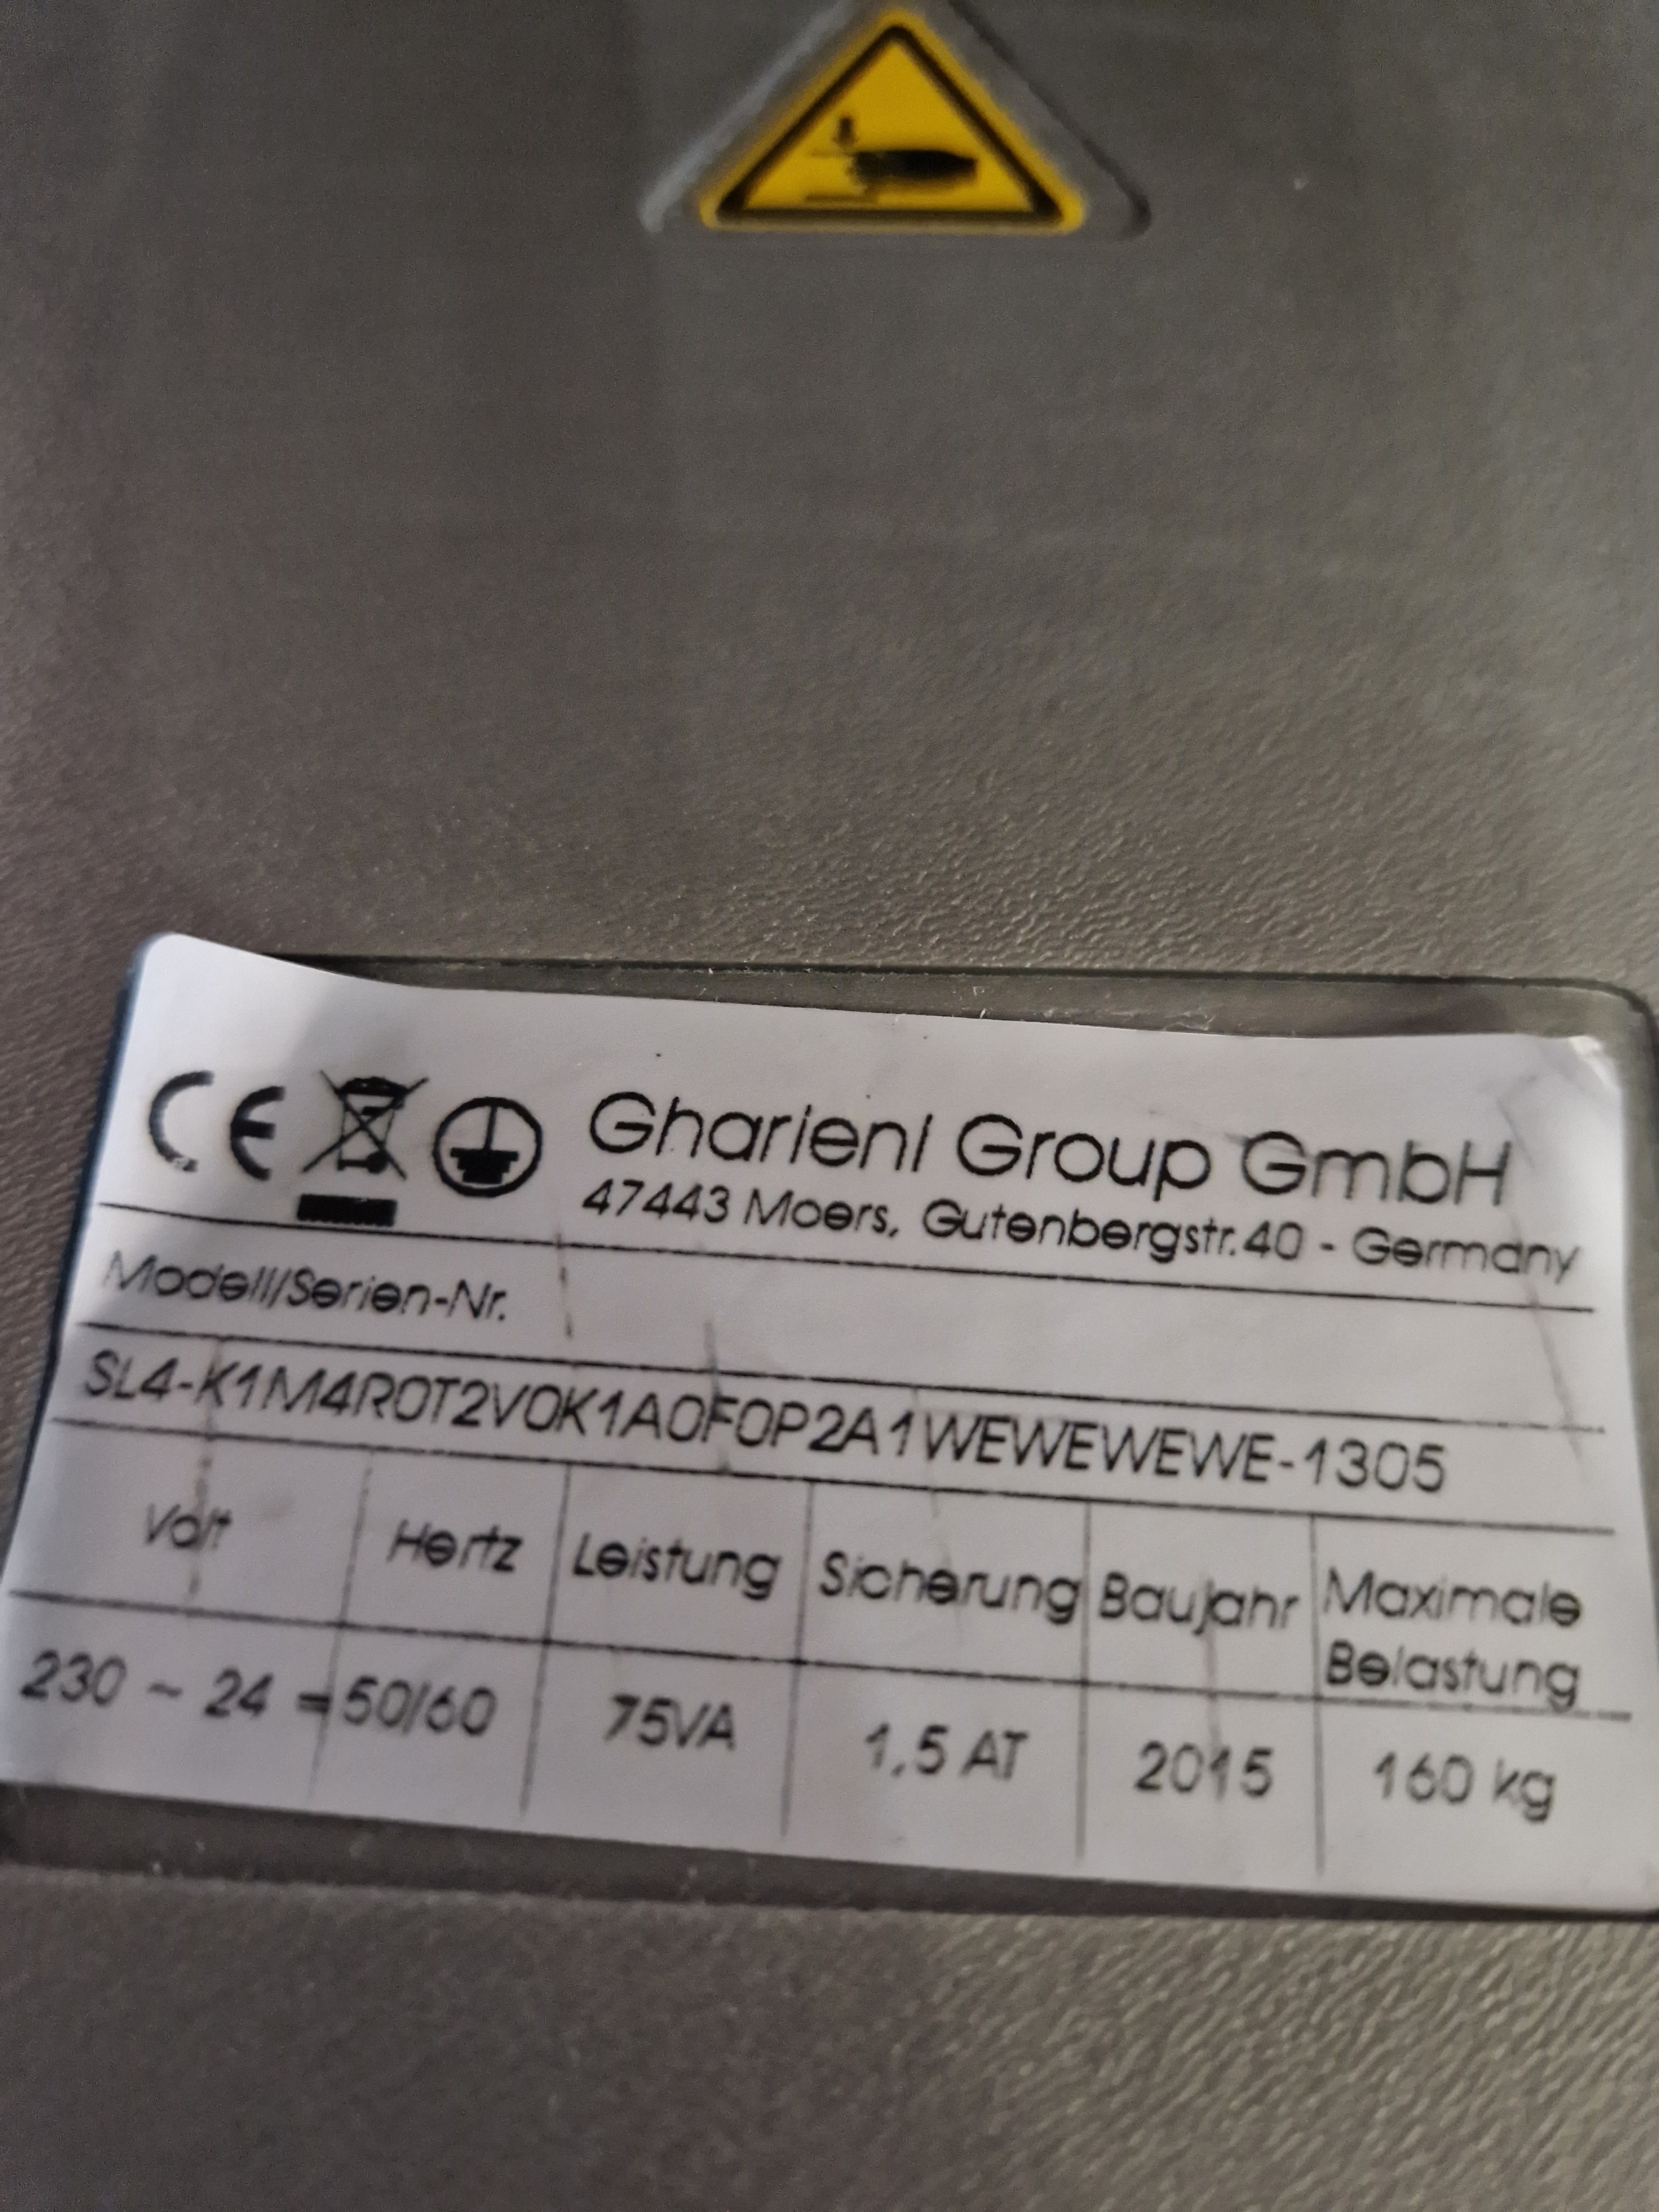 CE Gharieni Group GmbH
47443 Moers, Gutenbergstr.40 - Germany
Modell/Serien-Nr.
SL4-K1M4R0T2V0K1A0F0P2A1WEWEWEWE-1305
Volt Hertz Leistung Sicherung Baujahr Maximale Belastung
230 ~ 24 = 50/60 75VA 1,5 AT 2015 160 kg